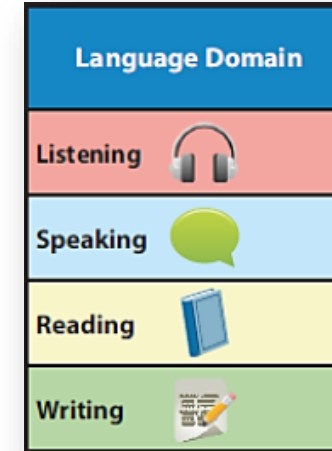 Language Domain
Listening
Speaking
Reading
Writing